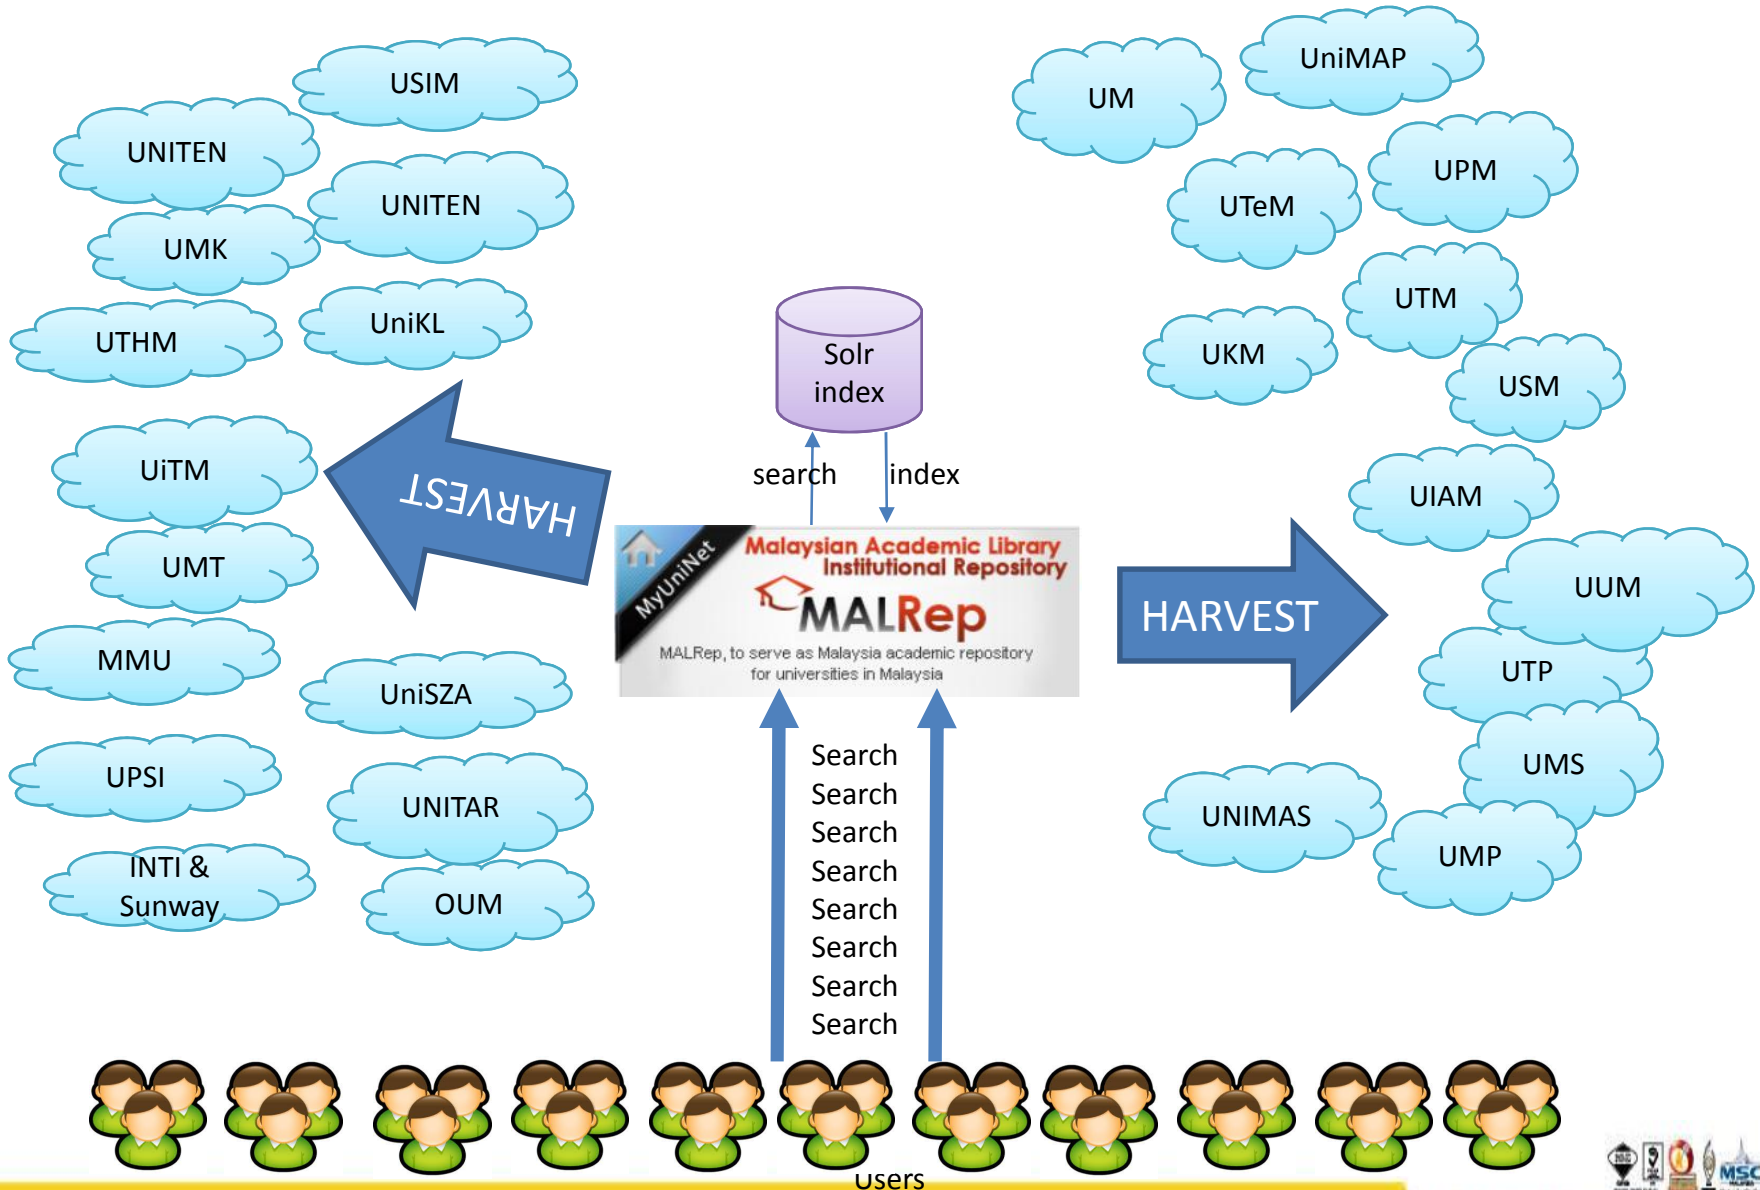 USIM
UNITEN
UNITEN
UMK
UniKL
UTHM
UiTM
UMT
MMU
UniSZA
UPSI
UNITAR
INTI &
Sunway
OUM
HARVEST
Solr
index
search
index
MyUniNet
Malaysian Academic Library
Institutional Repository
MALRep
MALRep, to serve as Malaysia academic repository
for universities in Malaysia
HARVEST
Search
Search
Search
Search
Search
Search
Search
Search
UM
UniMAP
UPM
UTeM
UTM
UKM
USM
UIAM
UUM
UTP
UMS
UNIMAS
UMP
Users
MSC